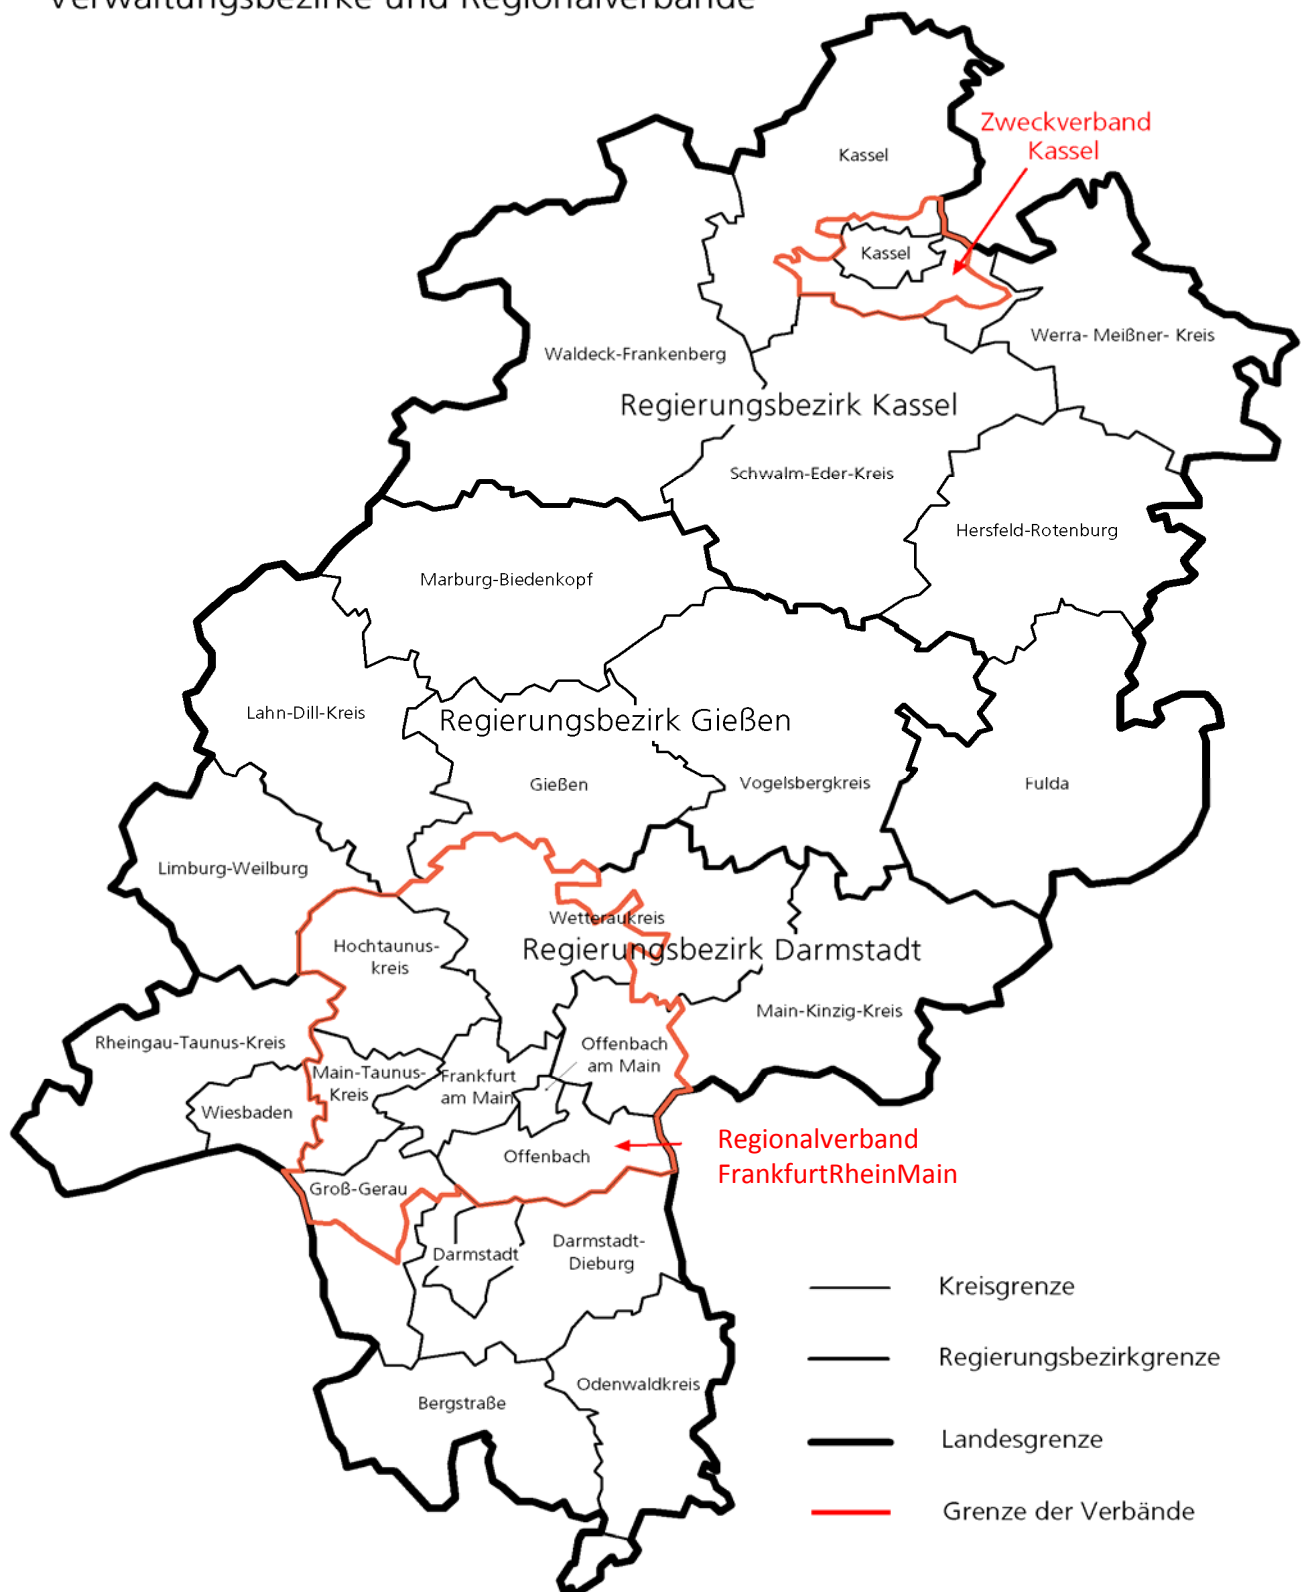 Verwaltungsbezirke und Regionalverbände
Zweckverband
Kassel
Kassel
Kassel
Werra- Meißner- Kreis
Waldeck-Frankenberg
Regierungsbezirk Kassel
Schwalm-Eder-Kreis
Hersfeld-Rotenburg
Marburg-Biedenkopf
Lahn-Dill-Kreis
Regierungsbezirk Gießen
Gießen
Vogelsbergkreis
Fulda
Limburg-Weilburg
Wetteraukreis
Hochtaunus-
kreis
Regierungsbezirk Darmstadt
Main-Kinzig-Kreis
Rheingau-Taunus-Kreis
Offenbach
am Main
Main-Taunus-
Kreis
Frankfurt
am Main
Wiesbaden
Offenbach
Regionalverband
FrankfurtRheinMain
Groß-Gerau
Darmstadt
Darmstadt-
Dieburg
Bergstraße
Odenwaldkreis
Kreisgrenze
Regierungsbezirkgrenze
Landesgrenze
Grenze der Verbände